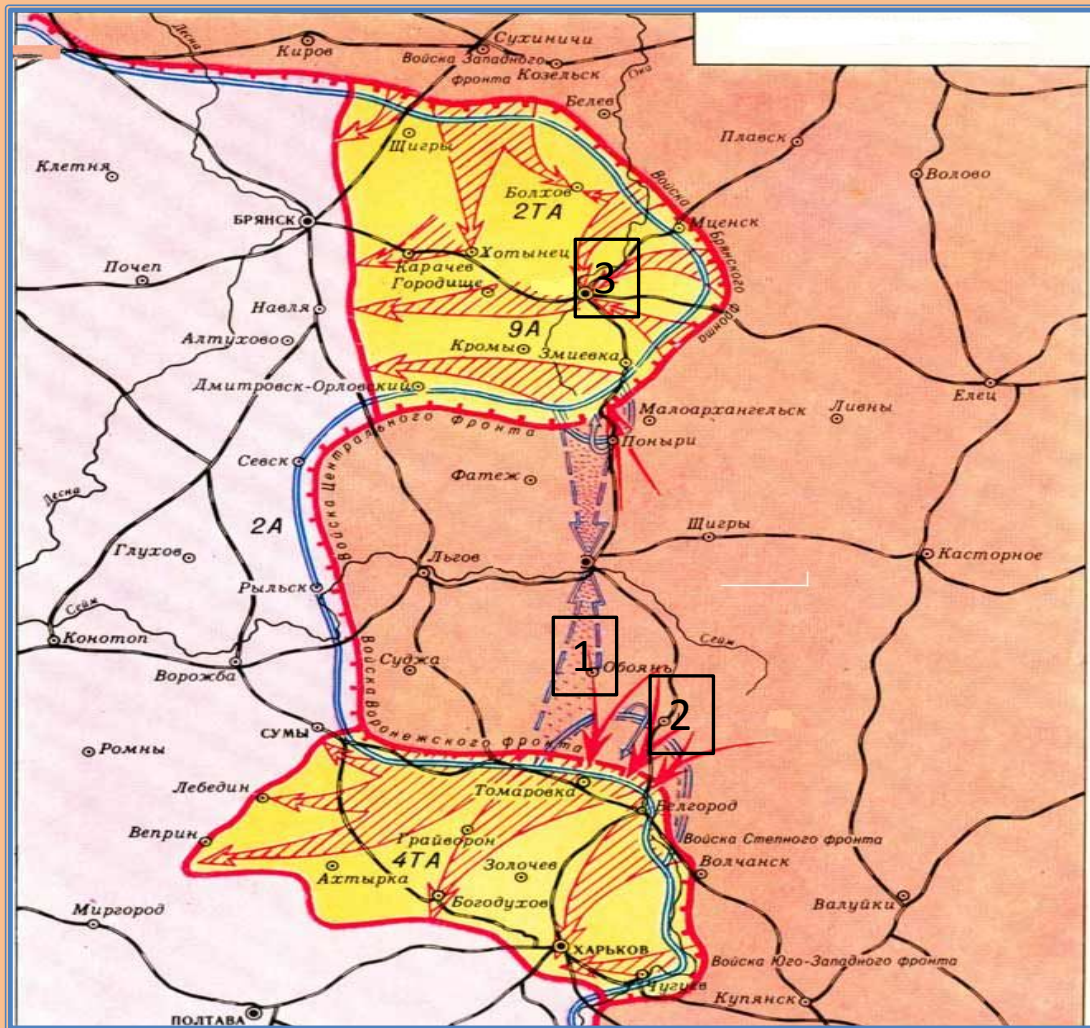 Десна
Киров
Сухиничи
Войска Западного
фронта
Козельск
Ока
Белев
Плавск
Щигры
Клетня
Волово
Болхов
Войска Брянского фронта
2ТА
Мценск
БРЯНСК
Хотынец
Карачев
Почеп
3
Городище
Навля
9А
Алтухово
Кромы
Змиевка
Дмитровск-Орловский
Елец
Малоархангельск
Ливны
Войска Центрального фронта
Поныри
Севск
Фатеж
Десна
2А
Щигры
Глухов
Льгов
Касторное
Рыльск
Сейм
Конотоп
Сейм
1
Суджа
Обоянь
Ворожба
Войска Воронежского фронта
2
СУМЫ
Ромны
Лебедин
Томаровка
Белгород
Веприн
Грайворон
Войска Степного фронта
4ТА
Золочев
Волчанск
Ахтырка
Богодухов
Валуйки
Миргород
ХАРЬКОВ
Войска Юго-Западного фронта
Чугуев
Купянск
ПОЛТАВА